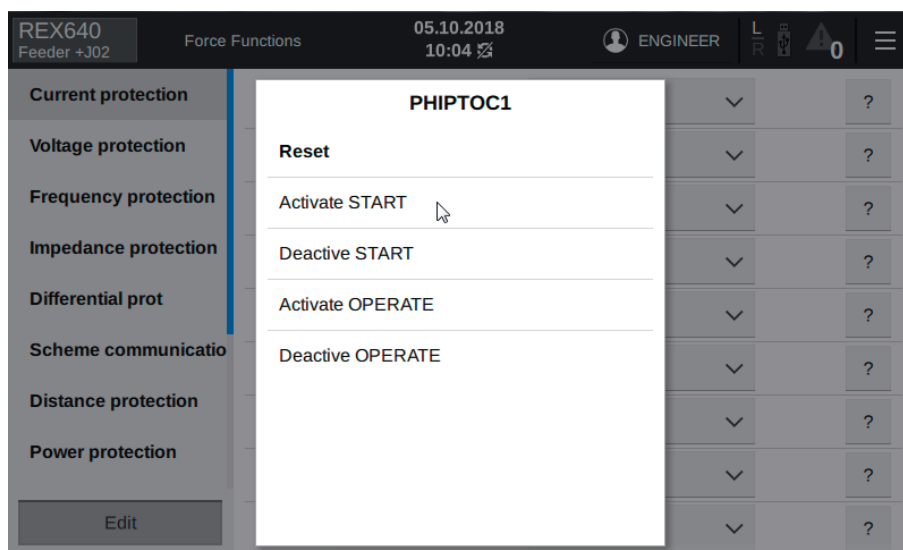 REX640
Feeder +J02
Force Functions
05.10.2018
10:04
ENGINEER
L
R
0
Current protection
Voltage protection
Frequency protection
Impedance protection
Differential prot
Scheme communicatio
Distance protection
Power protection
Edit
PHIPTOC1
Reset
Activate START
Deactive START
Activate OPERATE
Deactive OPERATE
?
?
?
?
?
?
?
?
?